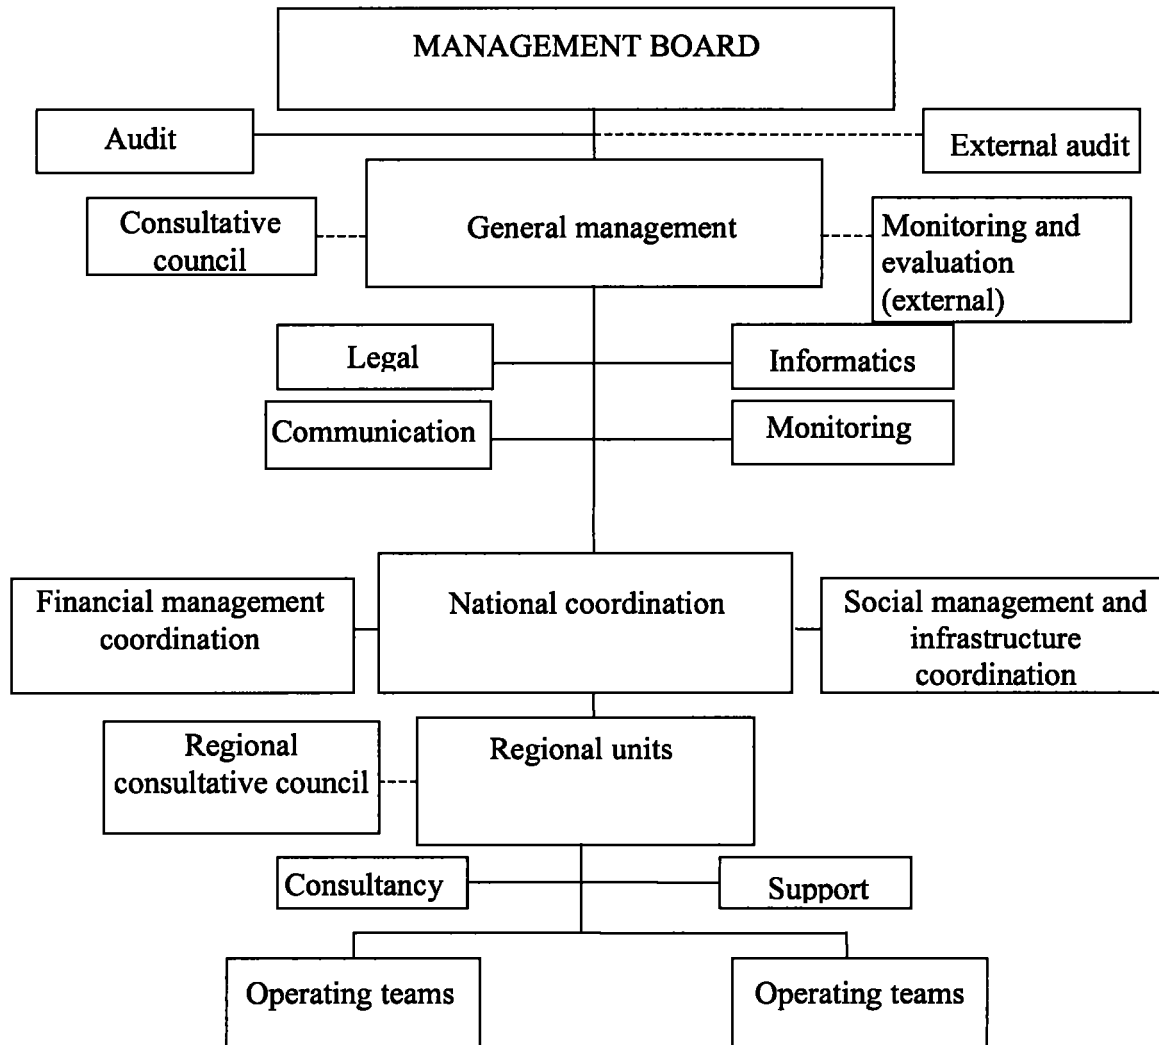 MANAGEMENT BOARD
Audit
External audit
Consultative
council
General management
Monitoring and
evaluation
(external)
Legal
Informatics
Communication
Monitoring
Financial management
coordination
National coordination
Social management and
infrastructure
coordination
Regional
consultative council
Regional units
Consultancy
Support
Operating teams
Operating teams